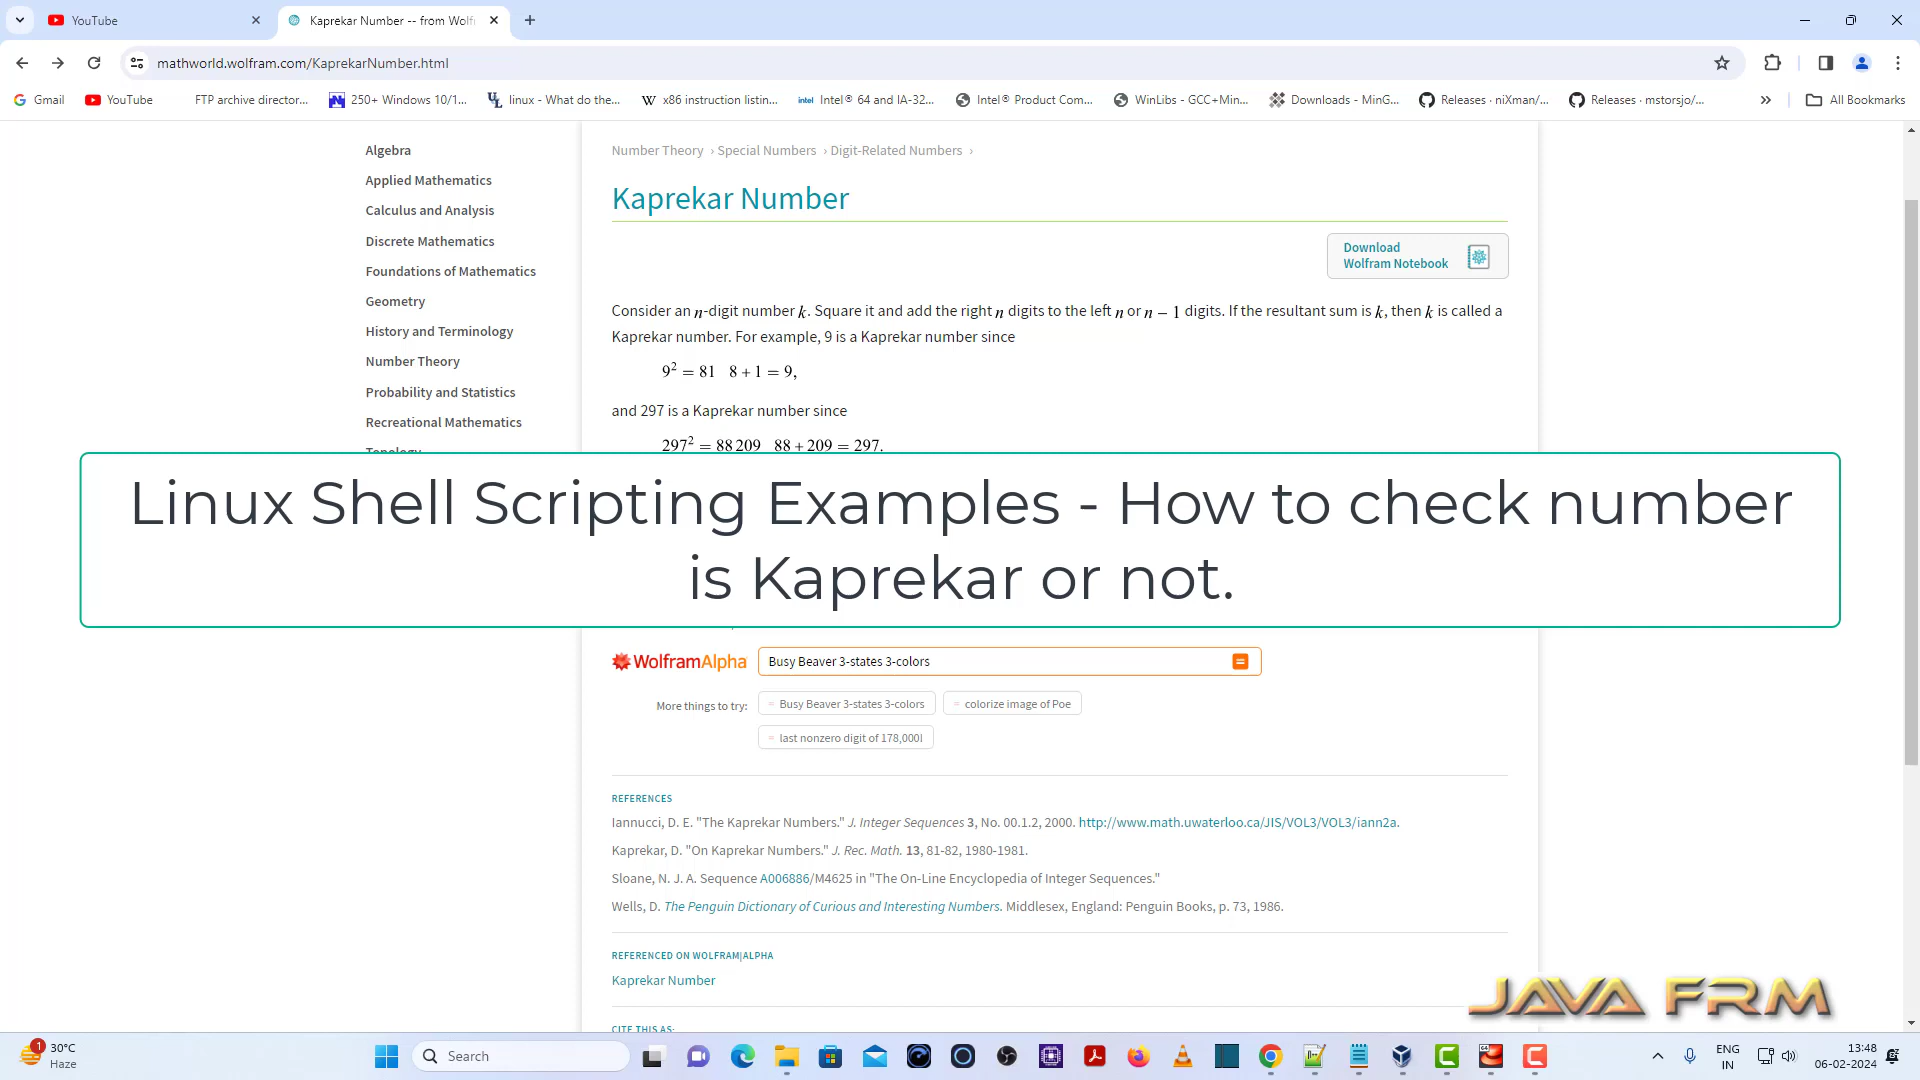 YouTube
Kaprekar Number -- from Wolf
mathworld.wolfram.com/KaprekarNumber.html
Gmail
YouTube
FTP archive director...
250+ Windows 10/1...
linux - What do the...
x86 instruction listin...
Intel® 64 and IA-32...
Intel® Product Com...
WinLibs - GCC+Min...
Downloads - MinG...
Releases · niXman/...
Releases · mstorsjo/...
»
All Bookmarks
Algebra
Applied Mathematics
Calculus and Analysis
Discrete Mathematics
Foundations of Mathematics
Geometry
History and Terminology
Number Theory
Probability and Statistics
Recreational Mathematics
Topology
Number Theory › Special Numbers › Digit-Related Numbers ›
Kaprekar Number
Download
Wolfram Notebook
Consider an n-digit number k. Square it and add the right n digits to the left n or n − 1 digits. If the resultant sum is k, then k is called a
Kaprekar number. For example, 9 is a Kaprekar number since
9² = 81 8 + 1 = 9,
and 297 is a Kaprekar number since
297² = 88 209 88 + 209 = 297.
Linux Shell Scripting Examples - How to check number
is Kaprekar or not.
WolframAlpha
Busy Beaver 3-states 3-colors
More things to try:
= Busy Beaver 3-states 3-colors
= colorize image of Poe
= last nonzero digit of 178,000!
REFERENCES
Iannucci, D. E. "The Kaprekar Numbers." J. Integer Sequences 3, No. 00.1.2, 2000. http://www.math.uwaterloo.ca/JIS/VOL3/VOL3/iann2a.
Kaprekar, D. "On Kaprekar Numbers." J. Rec. Math. 13, 81-82, 1980-1981.
Sloane, N. J. A. Sequence A006886/M4625 in "The On-Line Encyclopedia of Integer Sequences."
Wells, D. The Penguin Dictionary of Curious and Interesting Numbers. Middlesex, England: Penguin Books, p. 73, 1986.
REFERENCED ON WOLFRAM|ALPHA
Kaprekar Number
CITE THIS AS:
JAVA FRM
1
30°C
Haze
Search
ENG
IN
13:48
06-02-2024